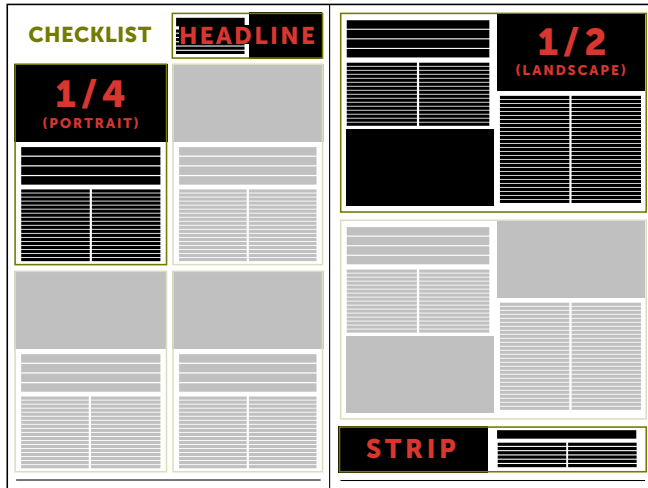 CHECKLIST
HEADLINE
1/4
(PORTRAIT)
1/2
(LANDSCAPE)
STRIP